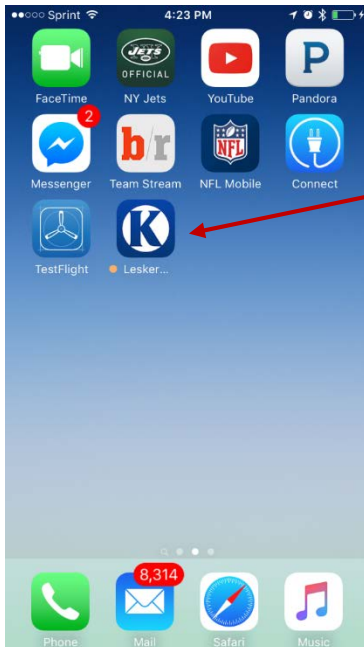 Sprint 4:23 PM
JETS
OFFICIAL
P
FaceTime NY Jets YouTube Pandora
2
b/r NFL
Messenger Team Stream NFL Mobile Connect
K
TestFlight Lesker...
8,314
Phone Mail Safari Music